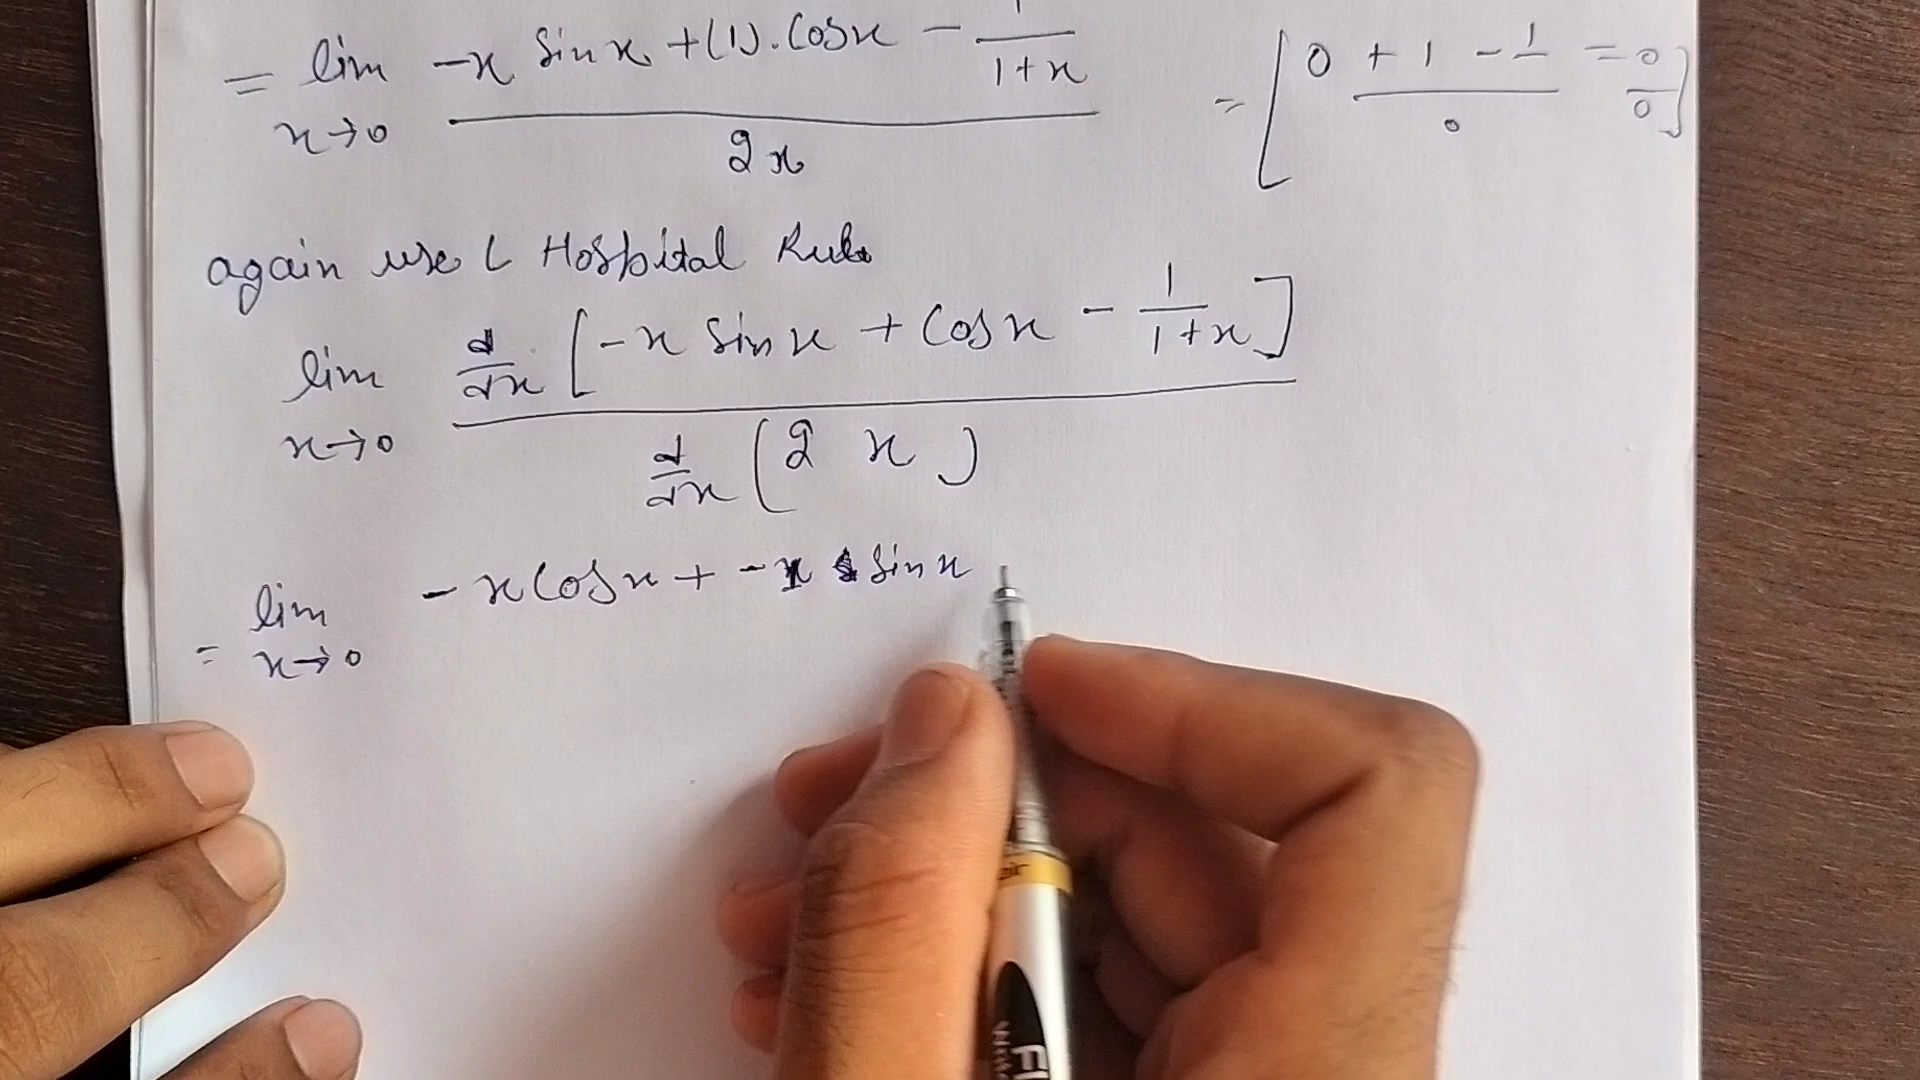 = lim x→0 (-x sin x + (1).cos x - 1/(1+x)) / 2x = [(0 + 1 - 1)/0 = 0/0]
again use L Hospital Rule
lim x→0 d/dx [-x sin x + cos x - 1/(1+x)] / d/dx (2 x)
= lim x→0 -x cos x + -1 sin x